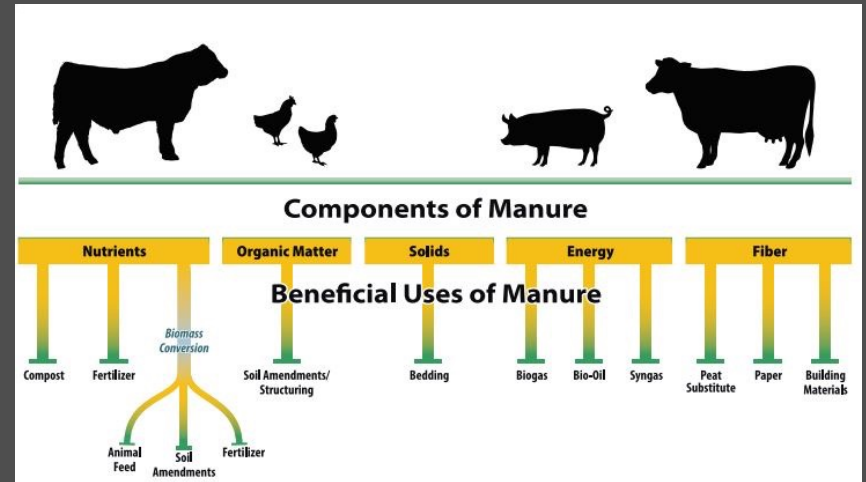 Components of Manure
Nutrients
Organic Matter
Solids
Energy
Fiber
Beneficial Uses of Manure
Biomass
Conversion
Compost
Fertilizer
Soil Amendments/
Structuring
Bedding
Biogas
Bio-Oil
Syngas
Peat
Substitute
Paper
Building
Materials
Animal
Feed
Soil
Amendments
Fertilizer